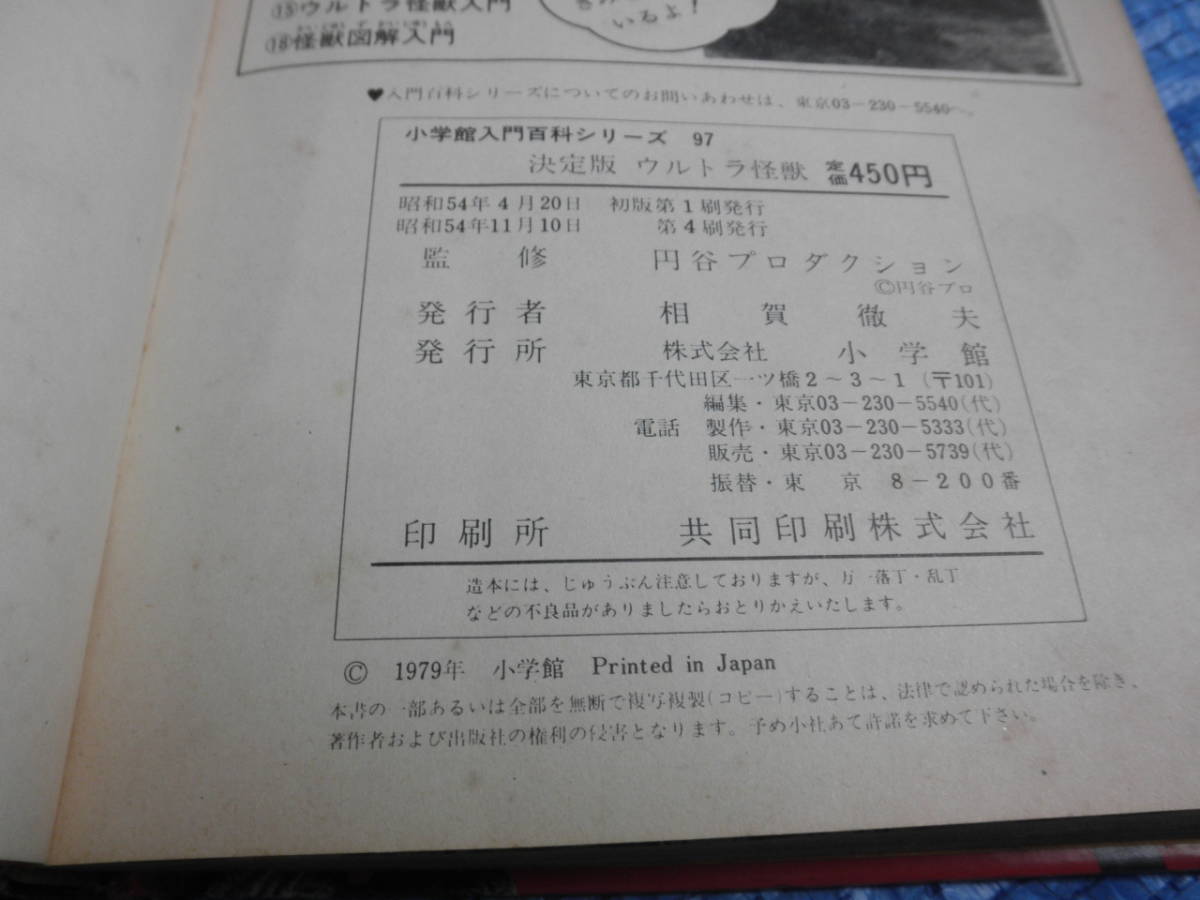 ⑮ウルトラ怪獣入門
⑯怪獣図解入門
いるよ!
♥入門百科シリーズについてのお問いあわせは、東京03-230-5540へ。
小学館入門百科シリーズ 97
決定版 ウルトラ怪獣 定価450円
昭和54年4月20日 初版第1刷発行
昭和54年11月10日 第4刷発行
監修 円谷プロダクション
©円谷プロ
発行者 相賀徹夫
発行所 株式会社 小学館
東京都千代田区一ツ橋2~3~1(〒101)
編集・東京03-230-5540(代)
電話 製作・東京03-230-5333(代)
販売・東京03-230-5739(代)
振替・東京 8-200番
印刷所 共同印刷株式会社
造本には、じゅうぶん注意しておりますが、万一落丁・乱丁
などの不良品がありましたらおとりかえいたします。
© 1979年 小学館 Printed in Japan
本書の一部あるいは全部を無断で複写複製(コピー)することは、法律で認められた場合を除き、
著作者および出版社の権利の侵害となります。予め小社あて許諾を求めて下さい。